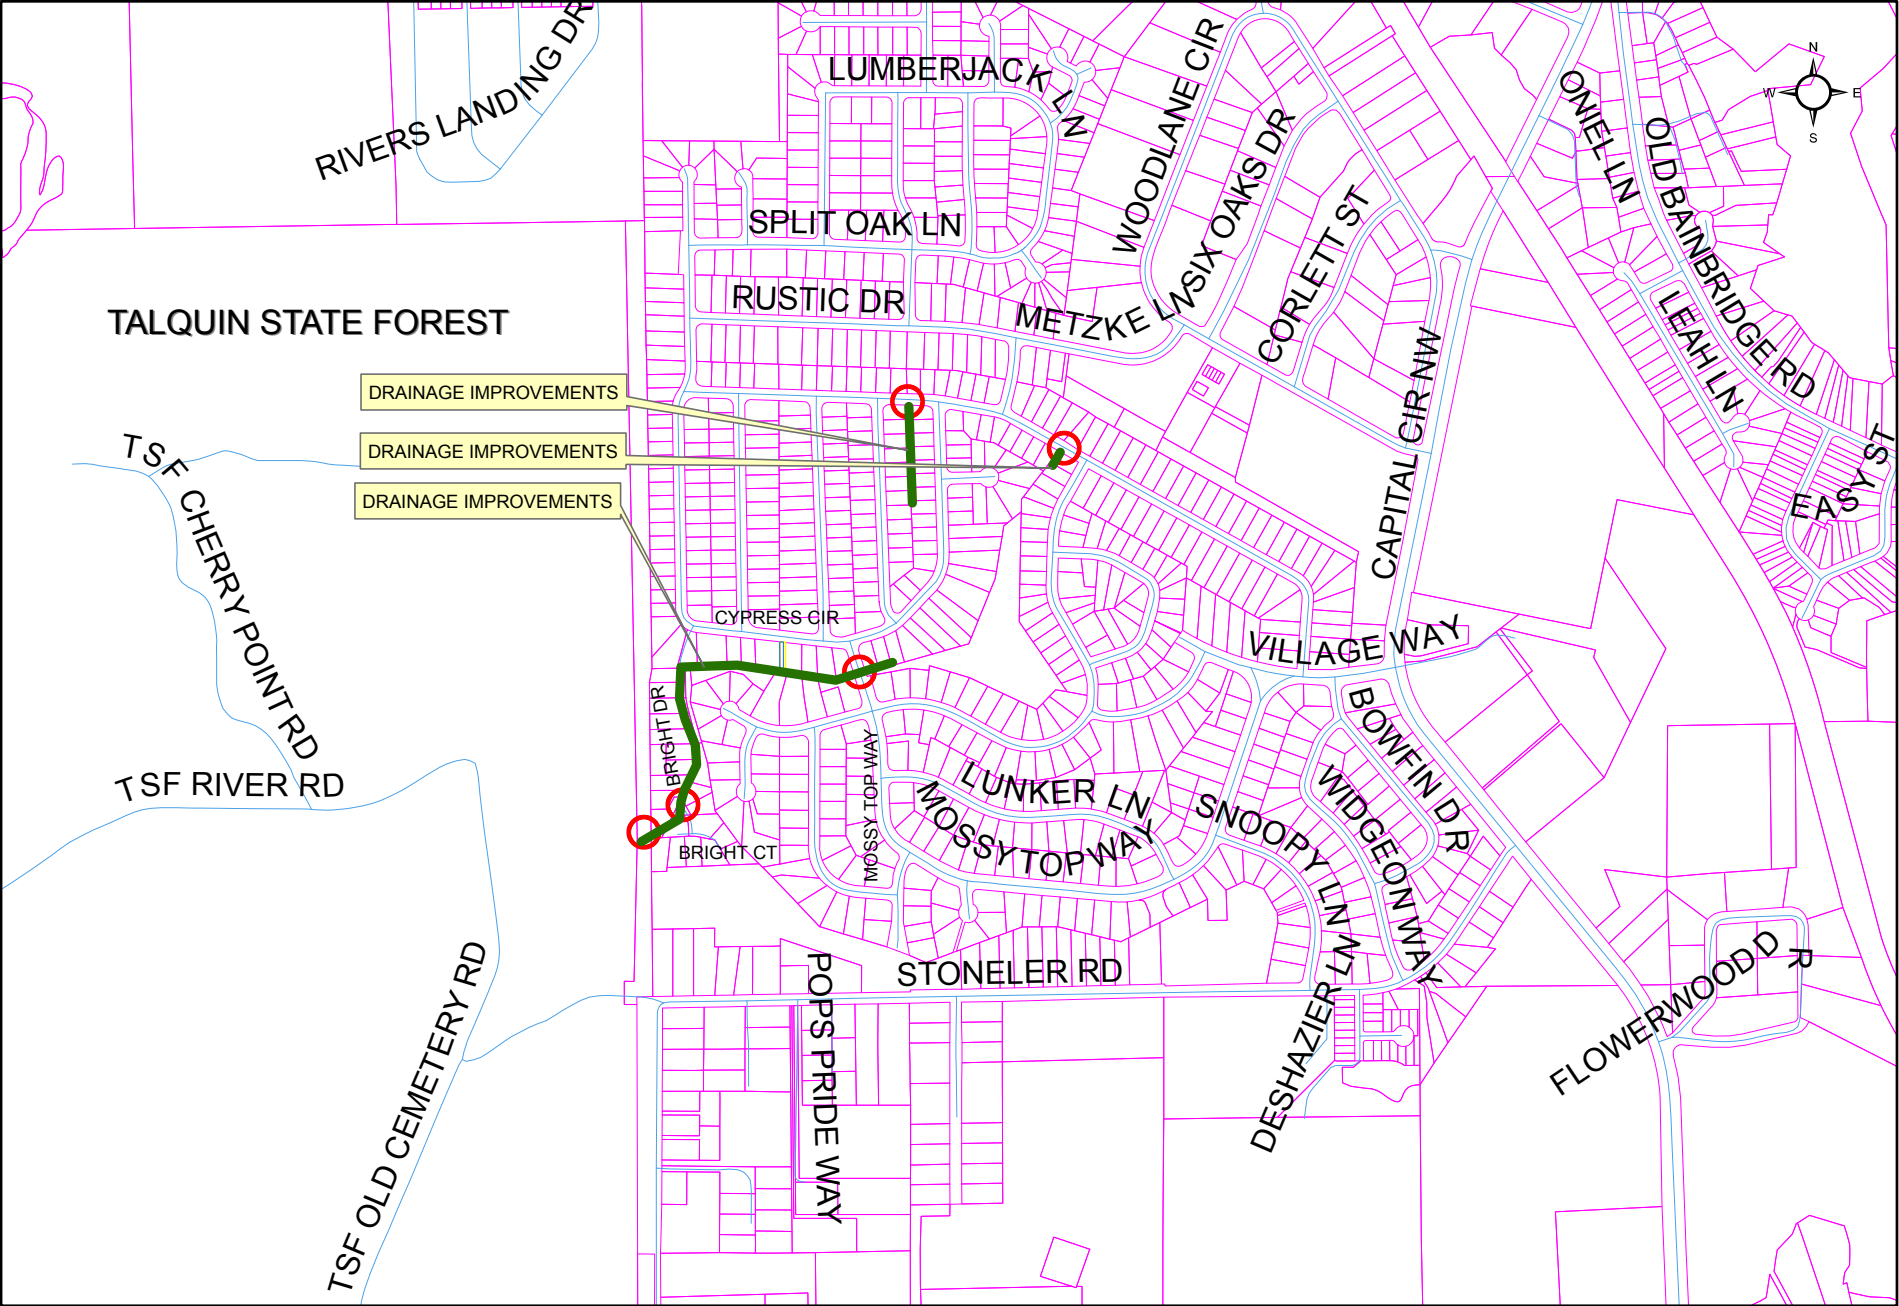 RIVERS LANDING DR
LUMBERJACK LN
WOODLANE CIR
N
W
E
S
ONIEL LN
OLD BAINBRIDGE RD
SIX OAKS DR
SPLIT OAK LN
CORLETT ST
RUSTIC DR
METZKE LN
TALQUIN STATE FOREST
LEAH LN
CAPITAL CIR NW
DRAINAGE IMPROVEMENTS
DRAINAGE IMPROVEMENTS
DRAINAGE IMPROVEMENTS
EASY ST
TSF CHERRY POINT RD
CYPRESS CIR
VILLAGE WAY
BRIGHT DR
BOWFIN DR
MOSSY TOP WAY
LUNKER LN
TSF RIVER RD
WIDGEON WAY
SNOOPY LN
MOSSY TOP WAY
BRIGHT CT
STONELER RD
POPS PRIDE WAY
DESHAZIER LN
FLOWERWOOD DR
TSF OLD CEMETERY RD